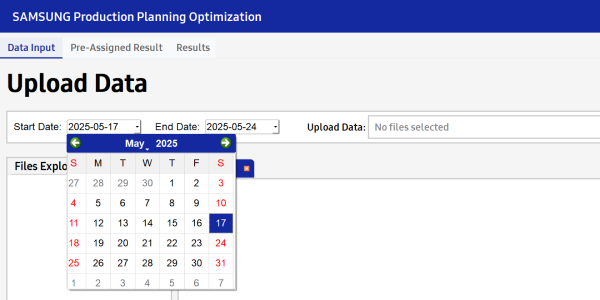 SAMSUNG Production Planning Optimization
Data Input Pre-Assigned Result Results
Upload Data
Start Date: 2025-05-17 End Date: 2025-05-24 Upload Data: No files selected
May 2025
Files Explo
S M T W T F S
27 28 29 30 1 2 3
4 5 6 7 8 9 10
11 12 13 14 15 16 17
18 19 20 21 22 23 24
25 26 27 28 29 30 31
1 2 3 4 5 6 7